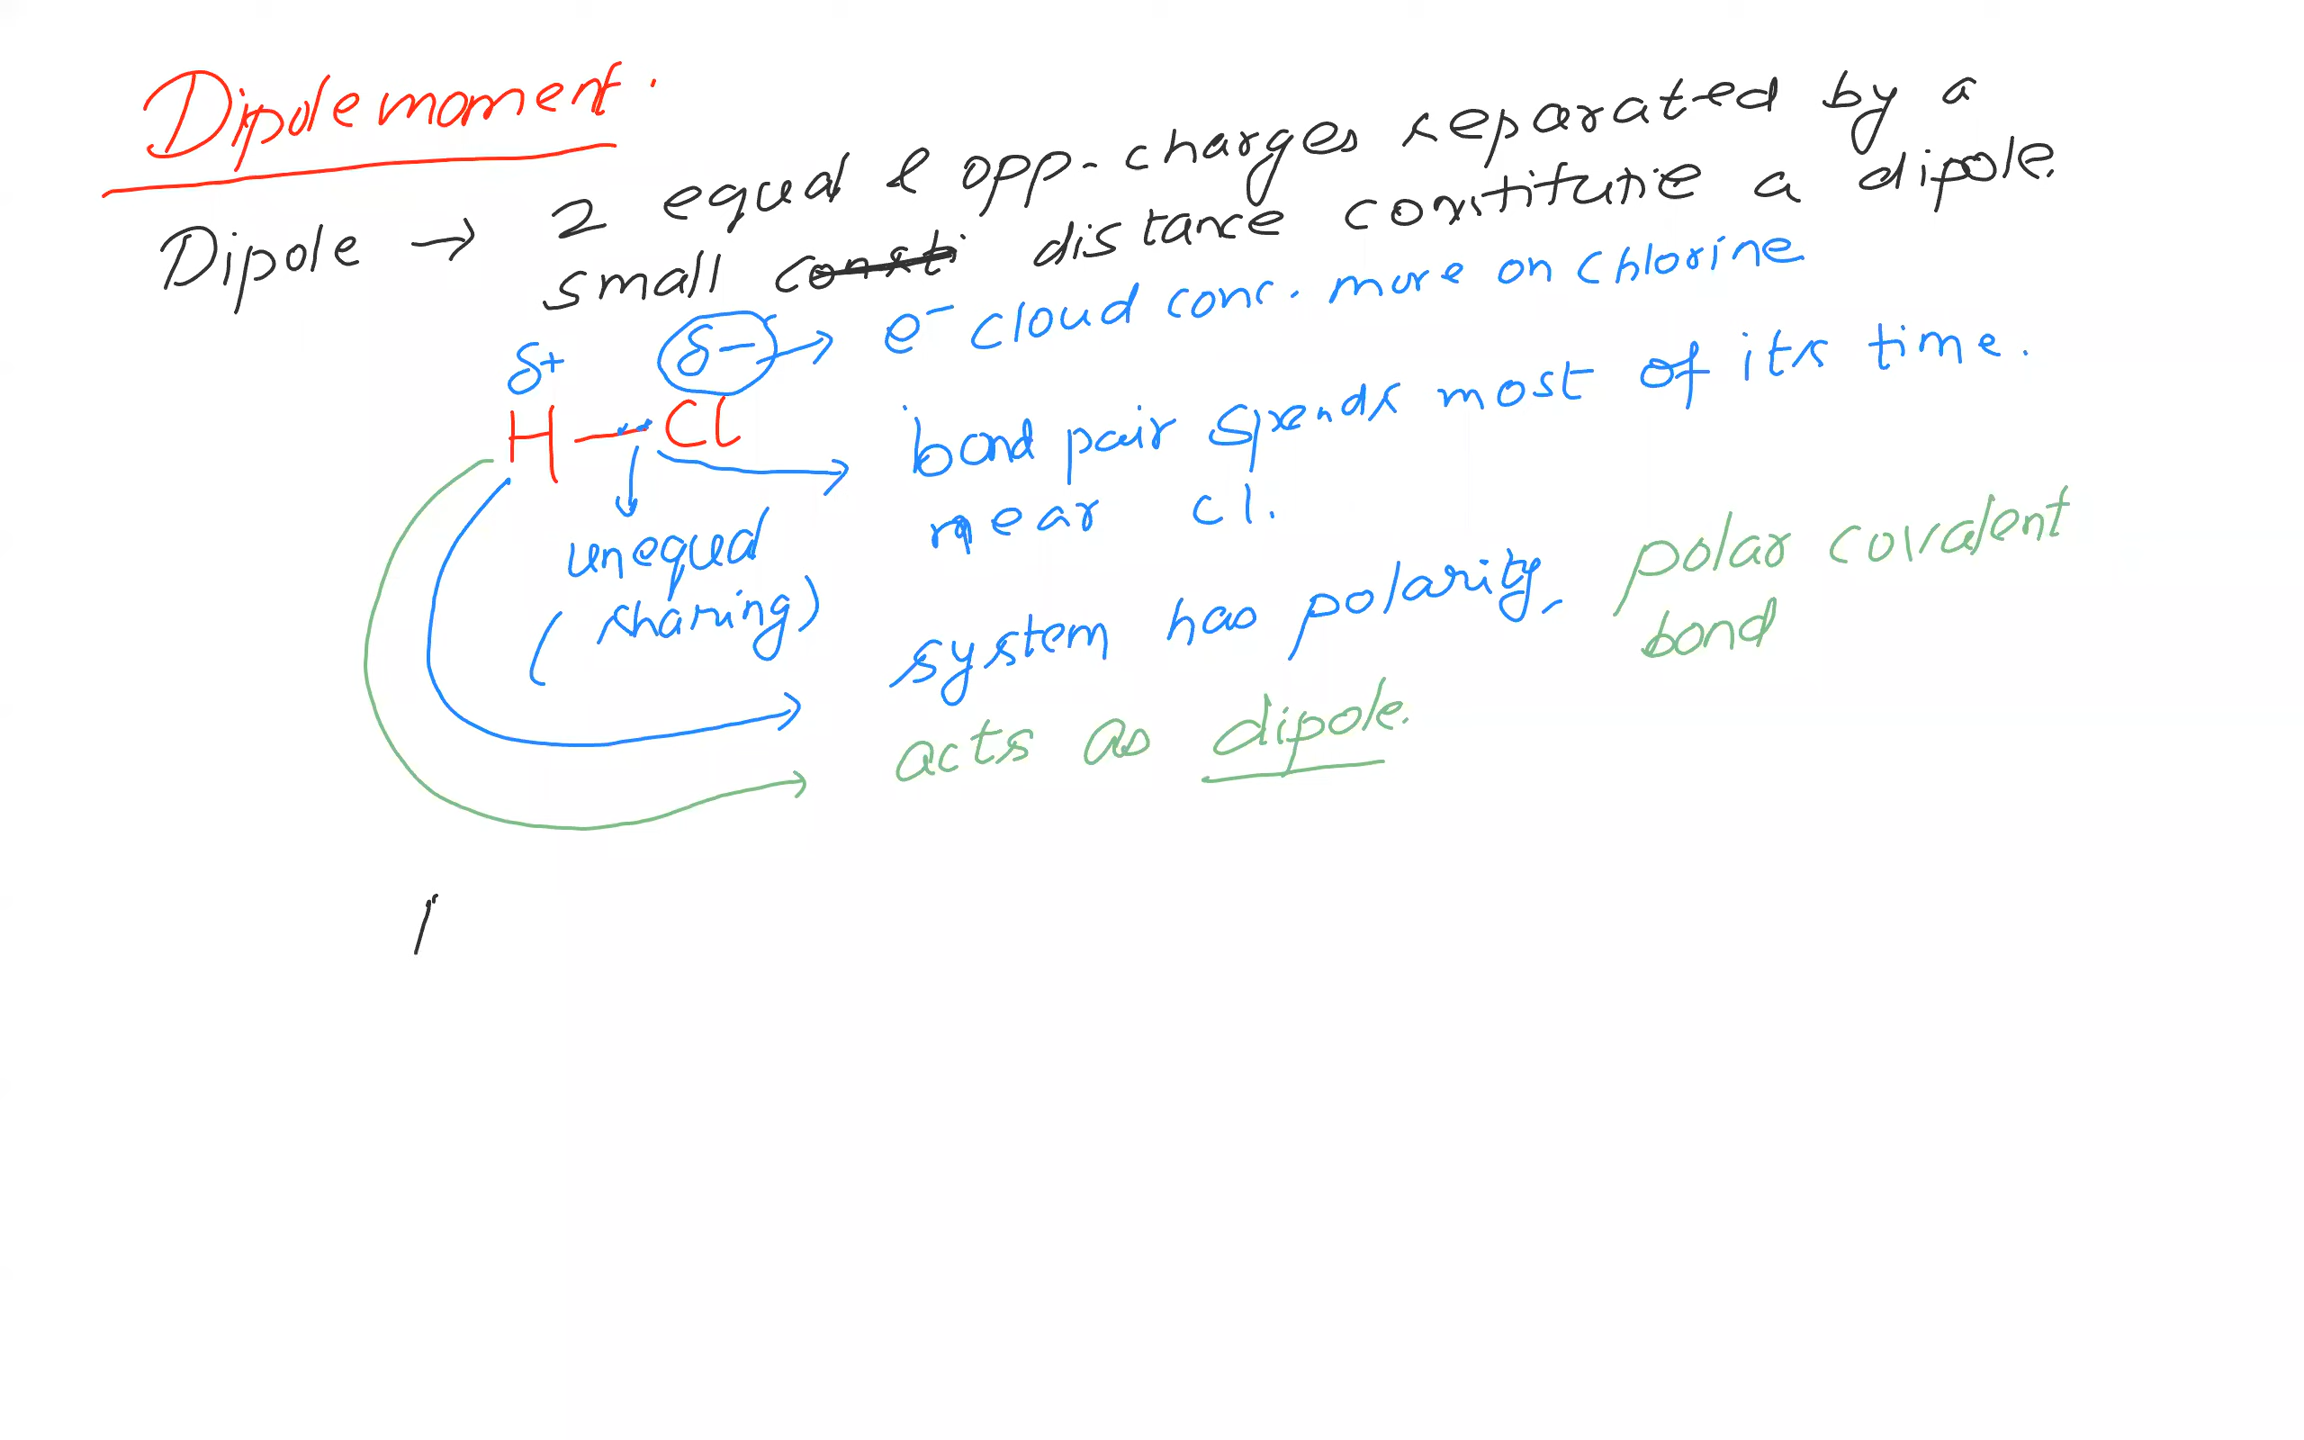 Dipole moment.
Dipole → 2 equal & opp. charges separated by a
small consti distance constitute a dipole.
δ+ δ- → e- cloud conc. more on chlorine
H — Cl
bond pair spends most of its time.
near Cl.
unequal
(sharing)
system has polarity.
polar covalent
bond
acts as dipole.